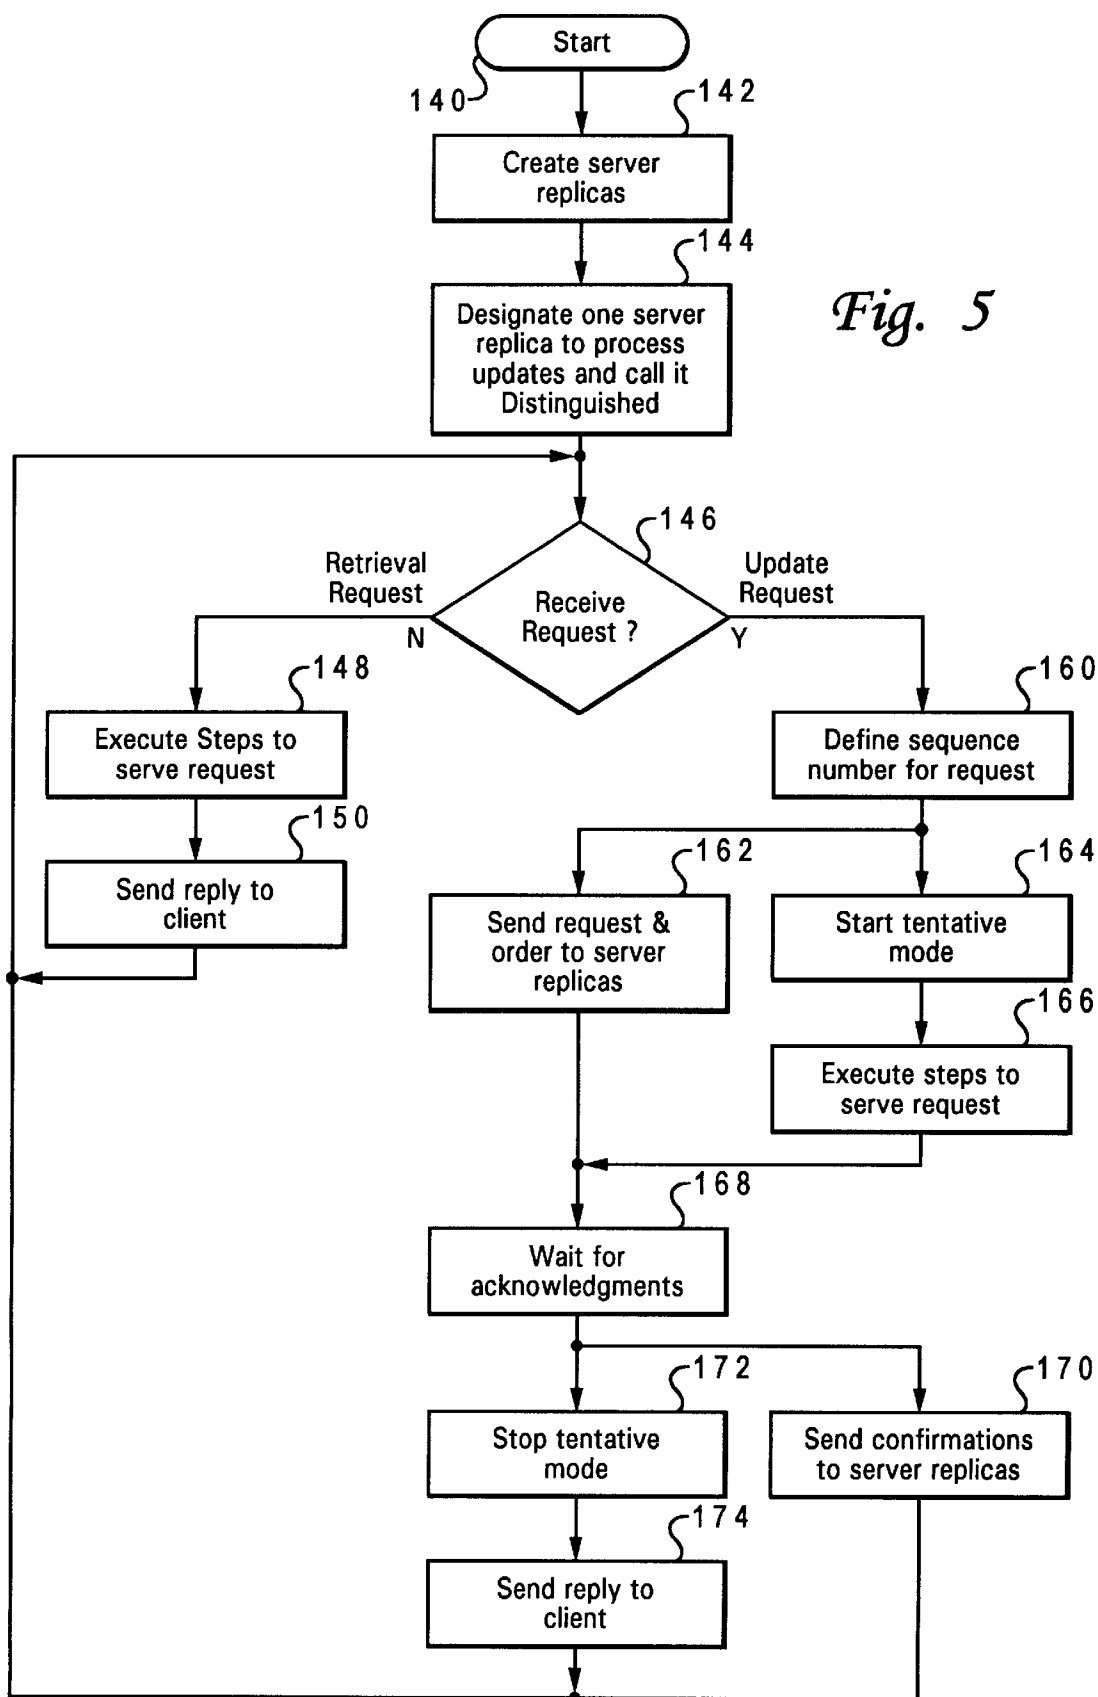 Start
140
142
Create server
replicas
144
Designate one server
replica to process
updates and call it
Distinguished
Fig. 5
146
Retrieval
Request
N
Receive
Request ?
Update
Request
Y
148
Execute Steps to
serve request
150
Send reply to
client
160
Define sequence
number for request
162
Send request &
order to server
replicas
164
Start tentative
mode
166
Execute steps to
serve request
168
Wait for
acknowledgments
172
Stop tentative
mode
170
Send confirmations
to server replicas
174
Send reply to
client